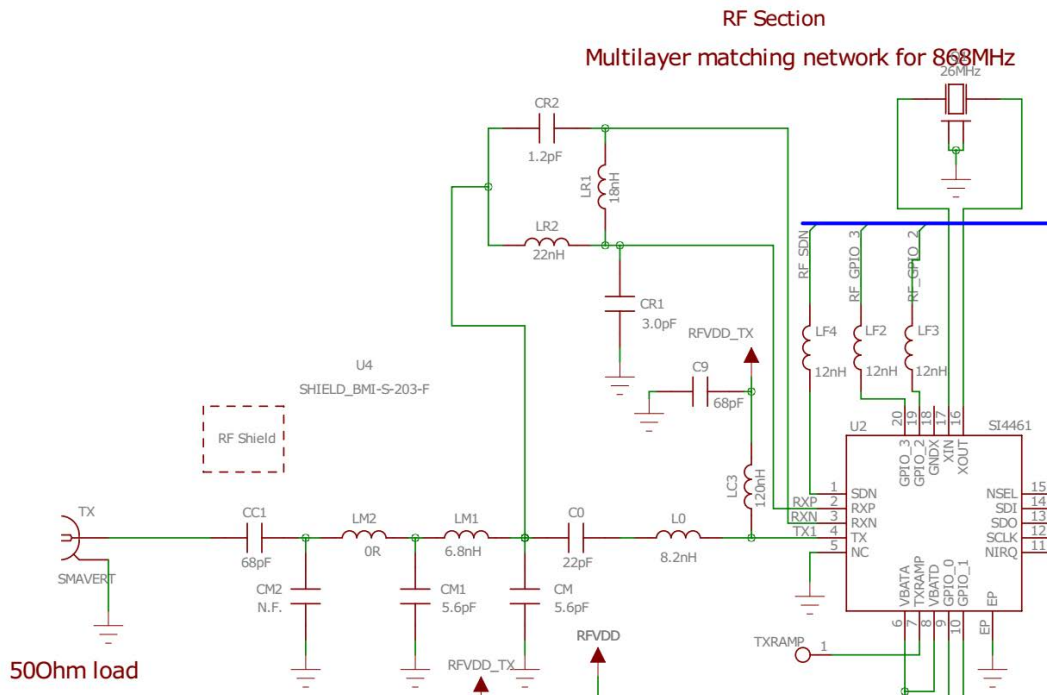 RF Section
Multilayer matching network for 868MHz
26MHz
CR2
1.2pF
LR1
18nH
LR2
22nH
CR1
3.0pF
RFVDD_TX
C9
68pF
LC3
120nH
RF_SDN
RF_GPIO_3
RF_GPIO_2
LF4
12nH
LF2
12nH
LF3
12nH
U4
SHIELD_BMI-S-203-F
RF Shield
U2
SI4461
20
19
18
17
16
GPIO_3
GPIO_2
GNDX
XIN
XOUT
1 SDN
RXP 2 RXP
RXN 3 RXN
TX1 4 TX
5 NC
NSEL 15
SDI 14
SDO 13
SCLK 12
NIRQ 11
VBATA
TXRAMP
VBATD
GPIO_0
GPIO_1
EP
6
7
8
9
10
EP
TX
SMAVERT
CC1
68pF
LM2
0R
LM1
6.8nH
C0
22pF
L0
8.2nH
CM2
N.F.
CM1
5.6pF
CM
5.6pF
TXRAMP 1
RFVDD
RFVDD_TX
50Ohm load